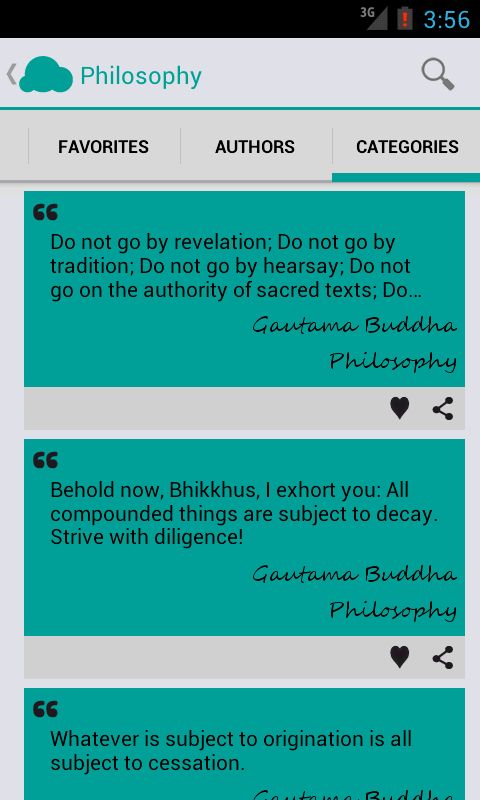 3G 3:56
Philosophy
FAVORITES AUTHORS CATEGORIES
Do not go by revelation; Do not go by
tradition; Do not go by hearsay; Do not
go on the authority of sacred texts; Do...
Gautama Buddha
Philosophy
Behold now, Bhikkhus, I exhort you: All
compounded things are subject to decay.
Strive with diligence!
Gautama Buddha
Philosophy
Whatever is subject to origination is all
subject to cessation.
Gautama Buddha